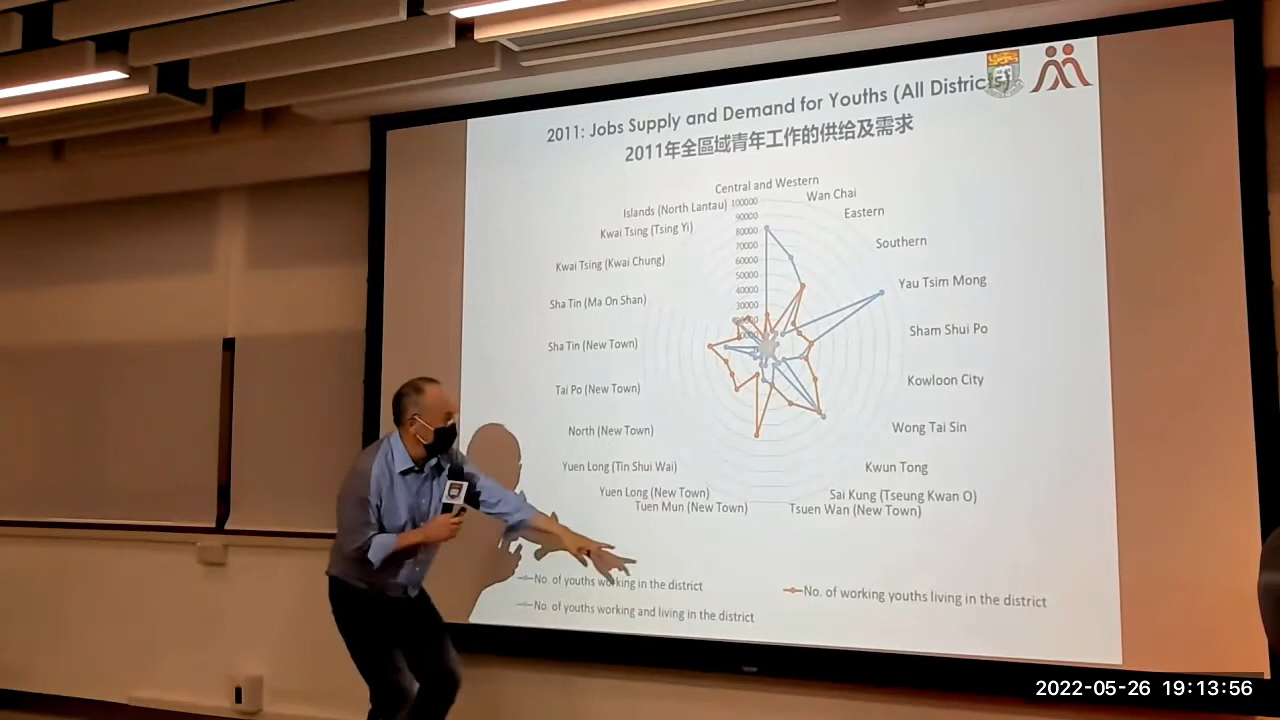 2011: Jobs Supply and Demand for Youths (All Districts)
2011年全區域青年工作的供给及需求
Central and Western
Wan Chai
Eastern
Southern
Yau Tsim Mong
Sham Shui Po
Kowloon City
Wong Tai Sin
Kwun Tong
Sai Kung (Tseung Kwan O)
Tsuen Wan (New Town)
Tuen Mun (New Town)
Yuen Long (New Town)
Yuen Long (Tin Shui Wai)
North (New Town)
Tai Po (New Town)
Sha Tin (New Town)
Sha Tin (Ma On Shan)
Kwai Tsing (Kwai Chung)
Kwai Tsing (Tsing Yi)
Islands (North Lantau)
100000
90000
80000
70000
60000
50000
40000
30000
No. of youths working in the district
No. of working youths living in the district
No. of youths working and living in the district
2022-05-26 19:13:56